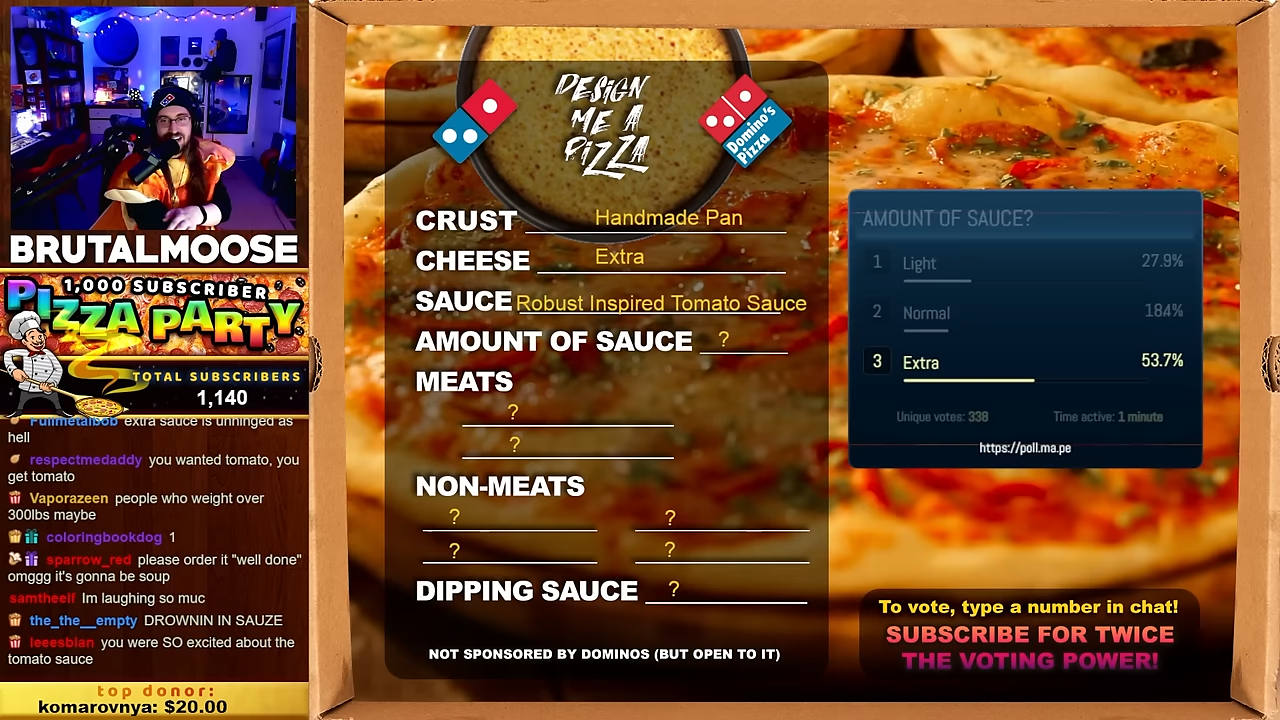 BRUTALMOOSE
1,000 SUBSCRIBER
PIZZA PARTY
TOTAL SUBSCRIBERS
1,140
Fullmetalbob extra sauce is unhinged as
hell
respectmedaddy you wanted tomato, you
get tomato
Vaporazeen people who weight over
300lbs maybe
coloringbookdog 1
sparrow_red please order it "well done"
omggg it's gonna be soup
samtheelf Im laughing so muc
the_the__empty DROWNIN IN SAUZE
leeesbian you were SO excited about the
tomato sauce
top donor:
komarovnya: $20.00
DESIGN
ME A
PIZZA
Domino's
Pizza
CRUST Handmade Pan
CHEESE Extra
SAUCE Robust Inspired Tomato Sauce
AMOUNT OF SAUCE ?
MEATS
?
?
NON-MEATS
? ?
? ?
DIPPING SAUCE ?
NOT SPONSORED BY DOMINOS (BUT OPEN TO IT)
AMOUNT OF SAUCE?
1 Light 27.9%
2 Normal 18.4%
3 Extra 53.7%
Unique votes: 338 Time active: 1 minute
https://poll.ma.pe
To vote, type a number in chat!
SUBSCRIBE FOR TWICE
THE VOTING POWER!